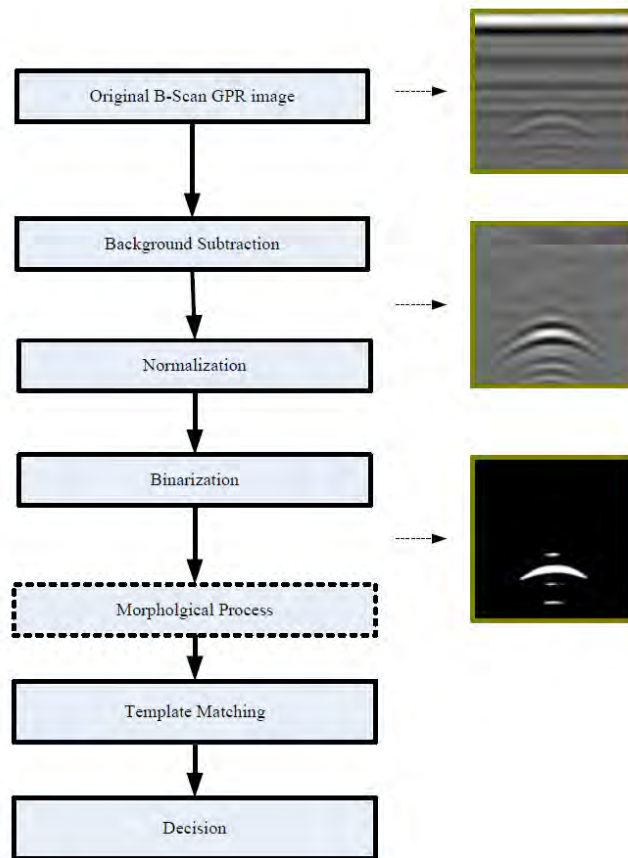 Original B-Scan GPR image
Background Subtraction
Normalization
Binarization
Morpholgical Process
Template Matching
Decision